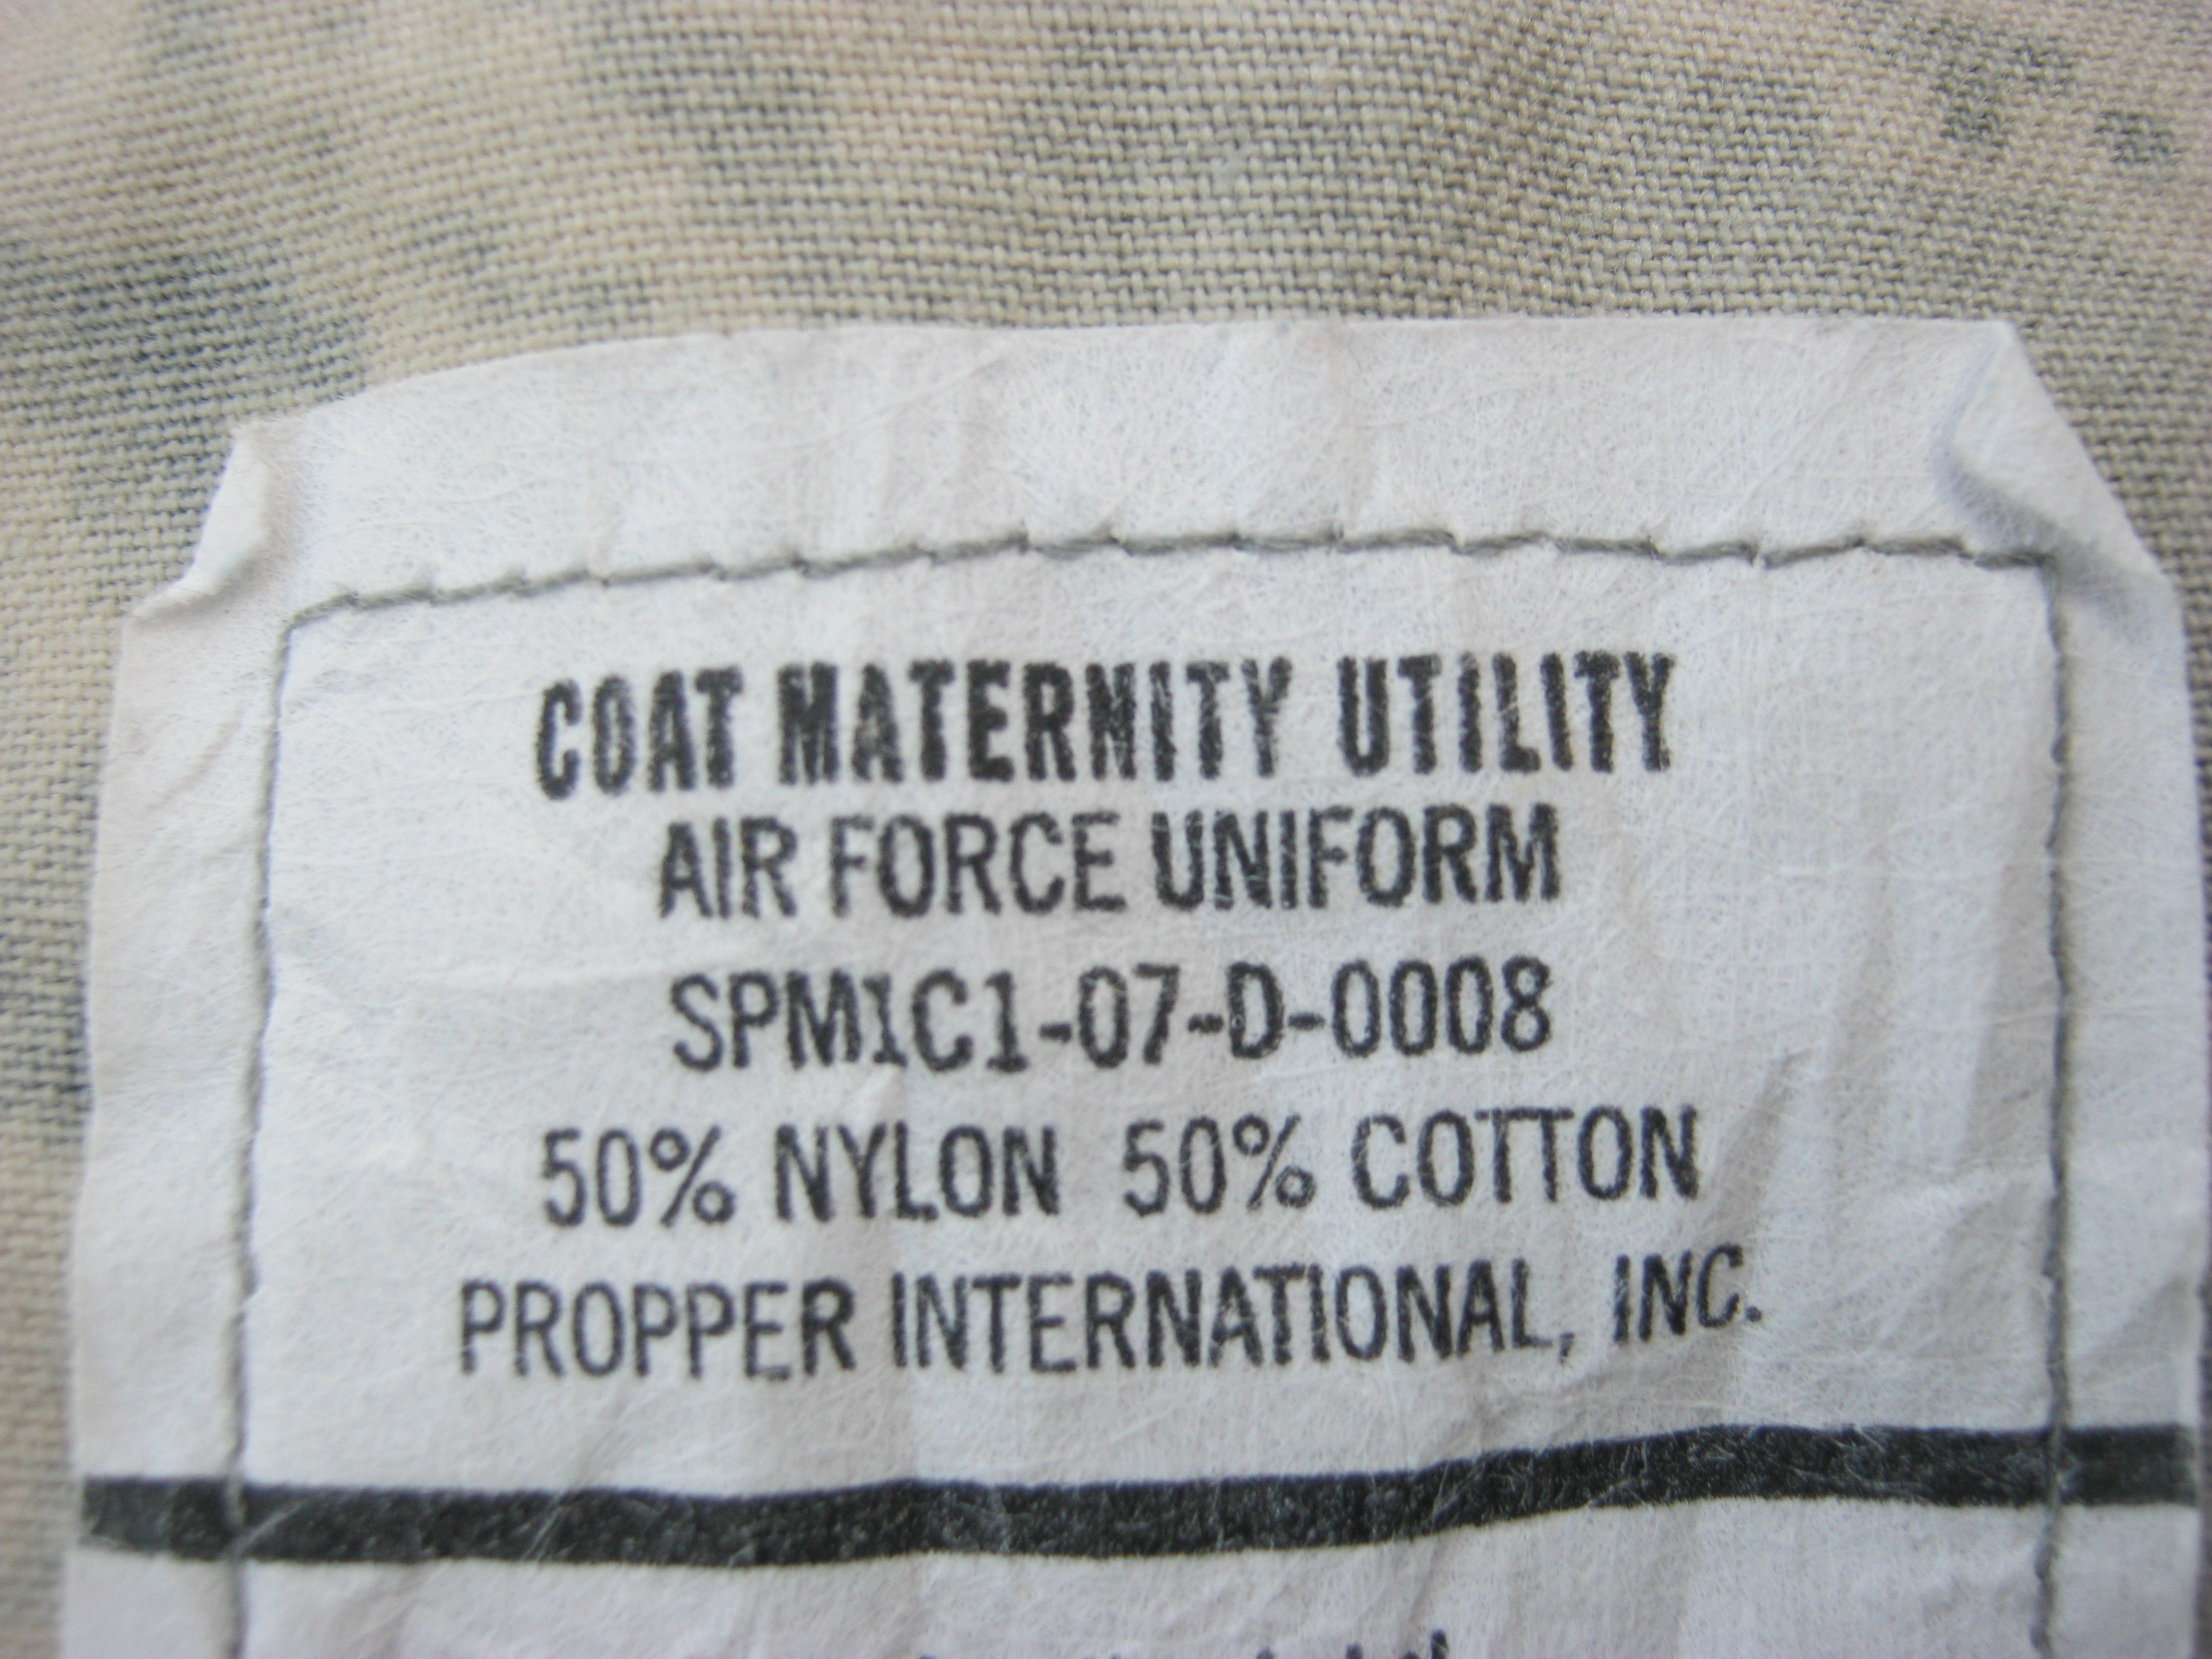 COAT MATERNITY UTILITY
AIR FORCE UNIFORM
SPM1C1-07-D-0008
50% NYLON 50% COTTON
PROPPER INTERNATIONAL, INC.